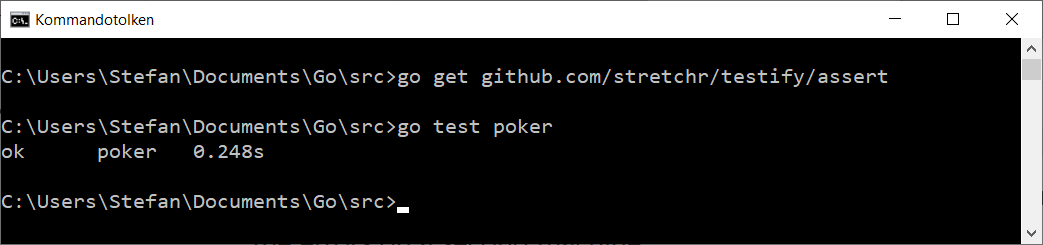 Kommandotolken
C:\Users\Stefan\Documents\Go\src>go get github.com/stretchr/testify/assert
C:\Users\Stefan\Documents\Go\src>go test poker
ok      poker   0.248s
C:\Users\Stefan\Documents\Go\src>